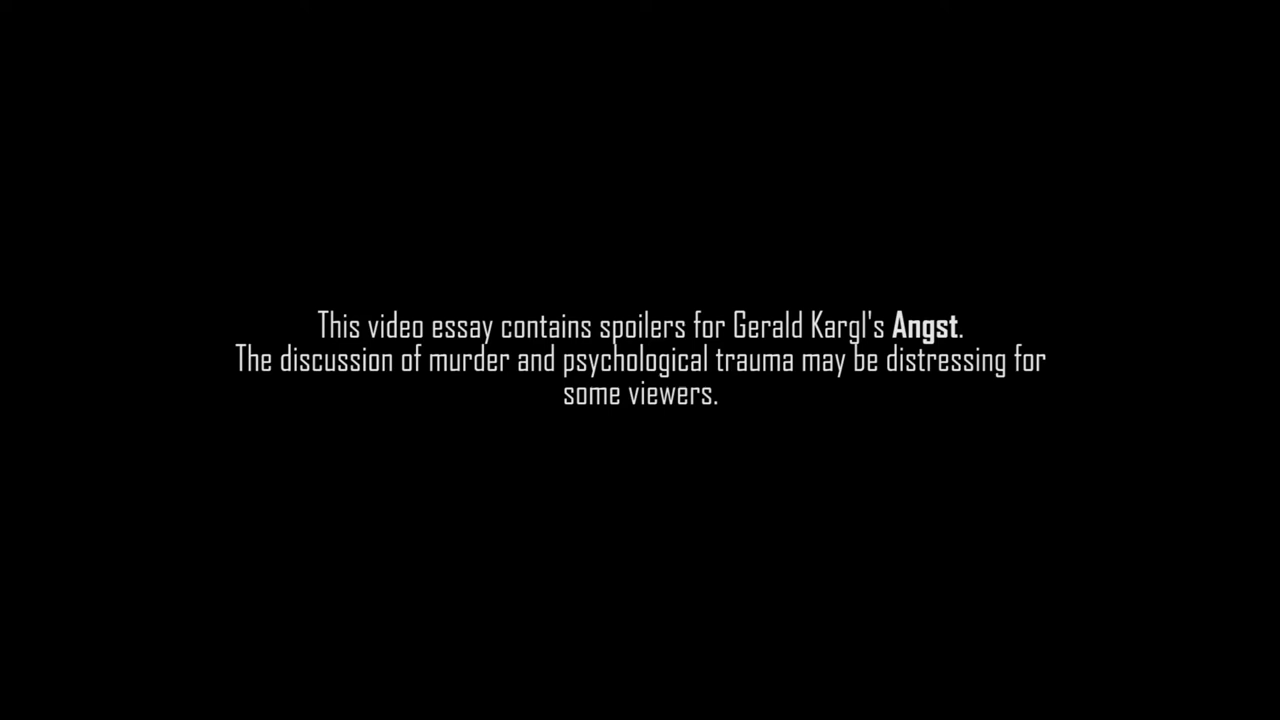 This video essay contains spoilers for Gerald Kargl's Angst.
The discussion of murder and psychological trauma may be distressing for
some viewers.